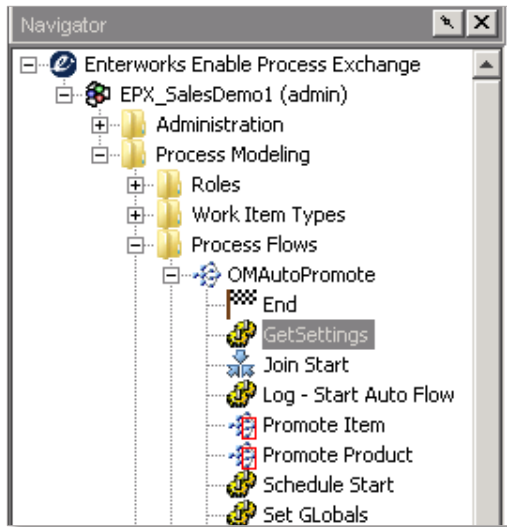 Navigator
Enterworks Enable Process Exchange
EPX_SalesDemo1 (admin)
Administration
Process Modeling
Roles
Work Item Types
Process Flows
OMAutoPromote
End
GetSettings
Join Start
Log - Start Auto Flow
Promote Item
Promote Product
Schedule Start
Set GLobals